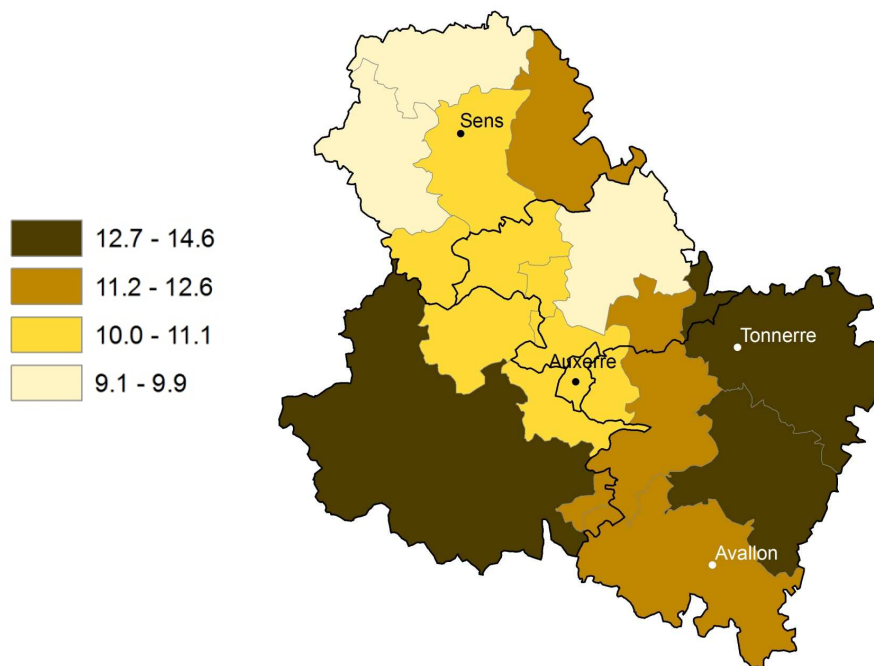 Sens
12.7 - 14.6
11.2 - 12.6
10.0 - 11.1
9.1 - 9.9
Tonnerre
Auxerre
Avallon